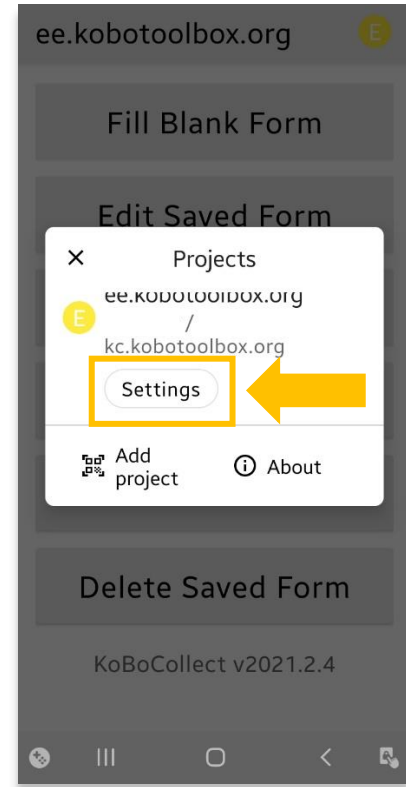 ee.kobotoolbox.org
E
Fill Blank Form
Edit Saved Form
Projects
E
ee.kobotoolbox.org
/
kc.kobotoolbox.org
Settings
Add
project
About
Delete Saved Form
KoBoCollect v2021.2.4